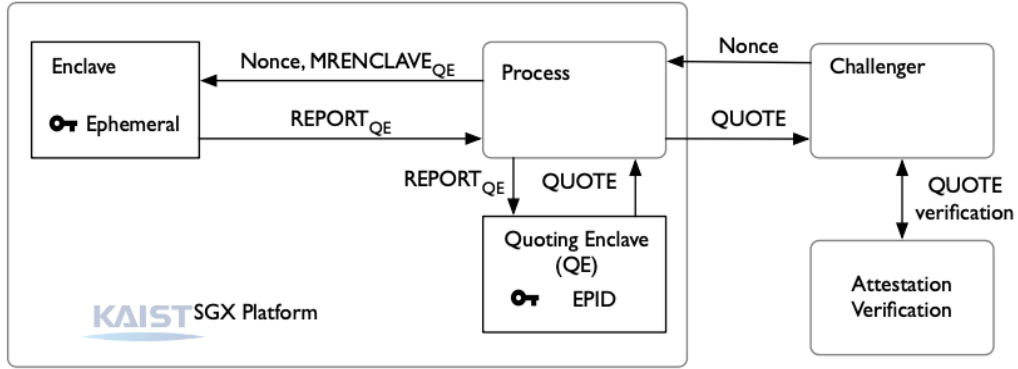 Enclave
Ephemeral
Nonce, MRENCLAVE_QE
REPORT_QE
Process
Nonce
QUOTE
Challenger
REPORT_QE
QUOTE
QUOTE
verification
Quoting Enclave
(QE)
EPID
Attestation
Verification
KAIST
SGX Platform